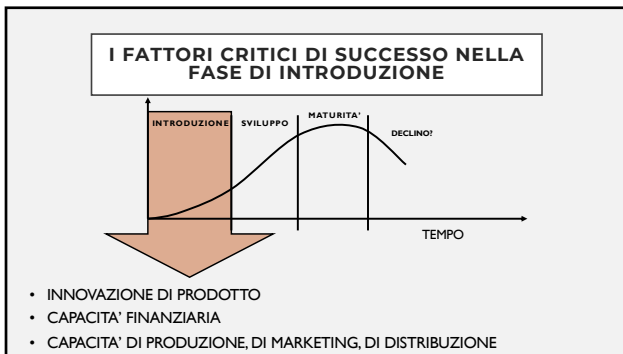 I FATTORI CRITICI DI SUCCESSO NELLA
FASE DI INTRODUZIONE
INTRODUZIONE SVILUPPO MATURITA’ DECLINO?
TEMPO
• INNOVAZIONE DI PRODOTTO
• CAPACITA’ FINANZIARIA
• CAPACITA’ DI PRODUZIONE, DI MARKETING, DI DISTRIBUZIONE